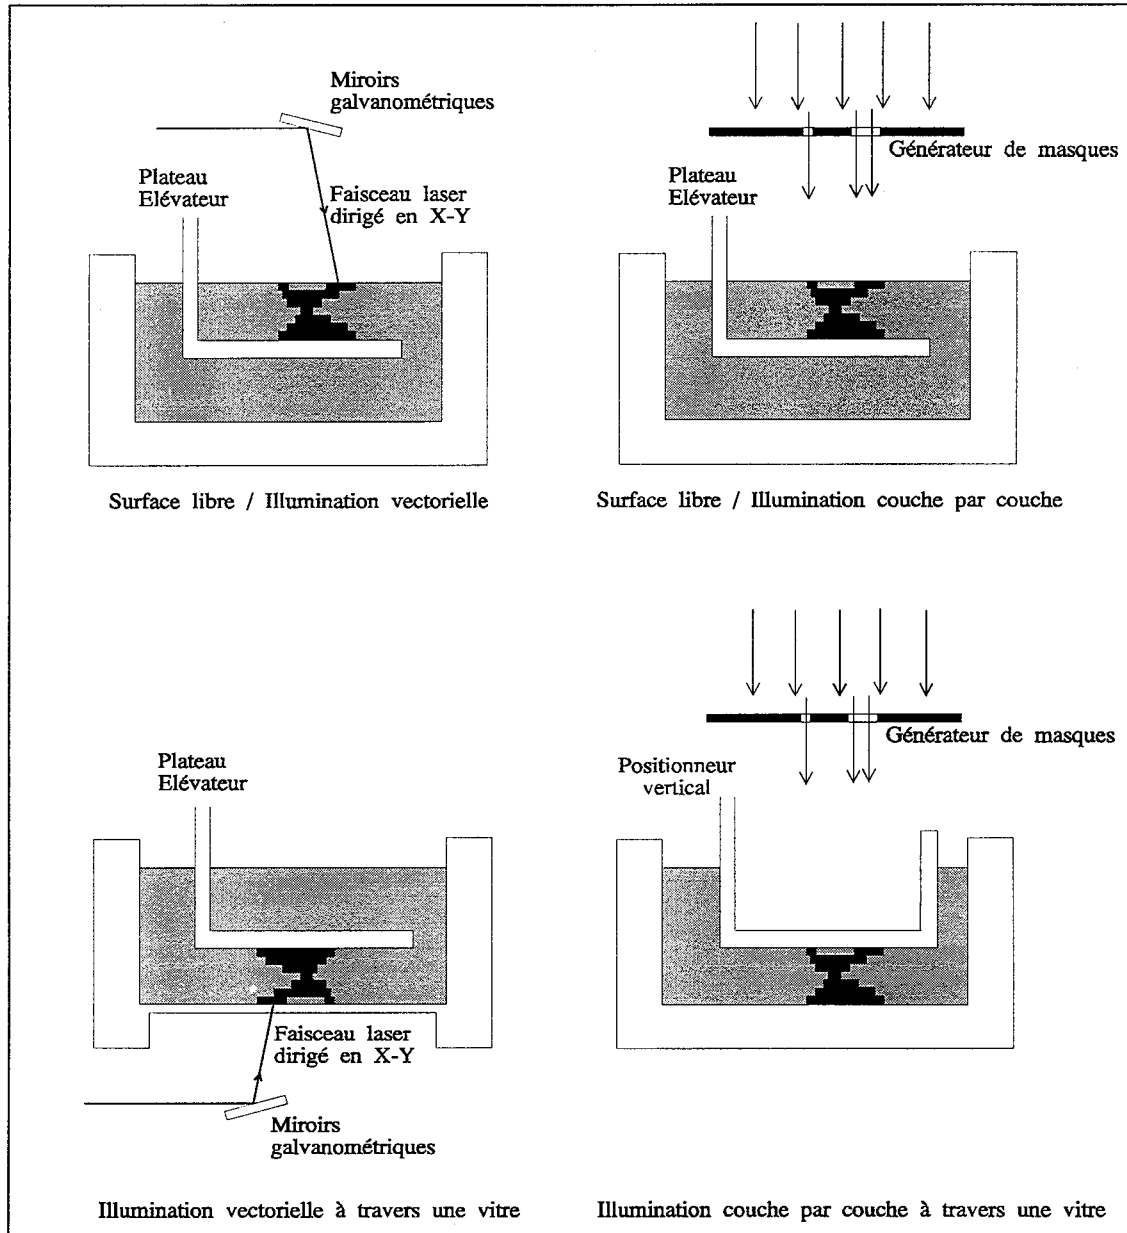 Miroirs
galvanométriques
Plateau
Elévateur
Faisceau laser
dirigé en X-Y
Surface libre / Illumination vectorielle
Générateur de masques
Plateau
Elévateur
Surface libre / Illumination couche par couche
Plateau
Elévateur
Faisceau laser
dirigé en X-Y
Miroirs
galvanométriques
Illumination vectorielle à travers une vitre
Générateur de masques
Positionneur
vertical
Illumination couche par couche à travers une vitre